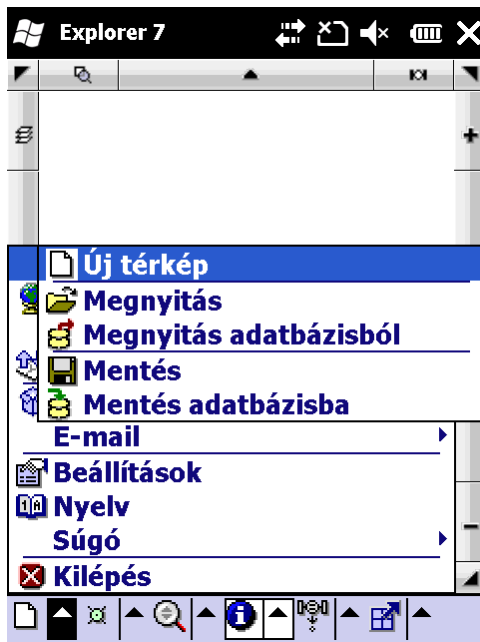 Explorer 7
Új térkép
Megnyitás
Megnyitás adatbázisból
Mentés
Mentés adatbázisba
E-mail
Beállítások
Nyelv
Súgó
Kilépés